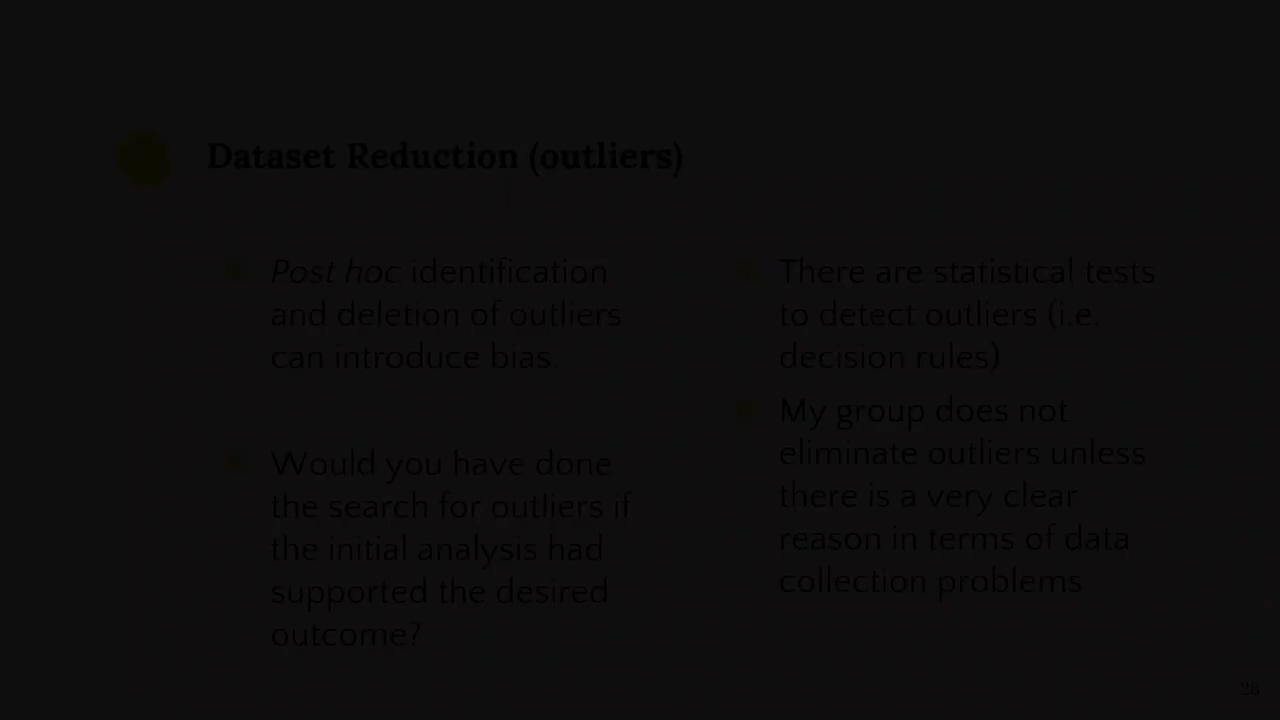 Dataset Reduction (outliers)
Post hoc identification
and deletion of outliers
can introduce bias.
Would you have done
the search for outliers if
the initial analysis had
supported the desired
outcome?
There are statistical tests
to detect outliers (i.e.
decision rules)
My group does not
eliminate outliers unless
there is a very clear
reason in terms of data
collection problems
28